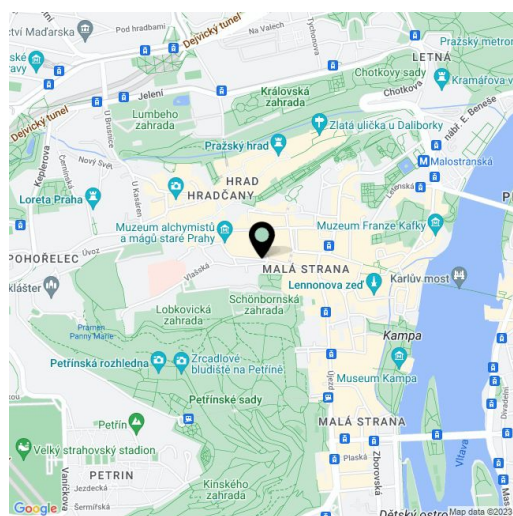 Dejvický tunel
Pod hradbami
Na Valech
Tychonova
LETNÁ
Pražský metron
ctví Maďarska
Chotkovy sady
Chotkova
Kramářova v
Jelení
Královská
zahrada
Lumbeho
zahrada
U Brusnice
Dejvický tunel
Keplerova
Černínská
Nový Svět
U Kasáren
Zlatá ulička u Daliborky
Pražský hrad
nábř. E. Beneše
Malostranská
HRAD
HRADČANY
Loreta Praha
Muzeum alchymistů
a mágů staré Prahy
Muzeum Franze Kafky
Úvoz
POHOŘELEC
Vlašská
MALÁ STRANA
Karlův most
Lennonova zeď
klášter
Lobkovická
zahrada
Schönbornská
zahrada
Pramen
Panny Marie
Kampa
Petřínská rozhledna
Zrcadlové
bludiště na Petříně
Museum Kampa
Újezd
Petřínské sady
Petřín
MALÁ STRANA
Velký strahovský stadion
Vaníčkova
PETRIN
Plaská
Zborovská
Vltava
Divadelní
Jezdecká
Šermířská
Kinského
zahrada
Dětský ostro
Mas
Google
Map data ©2023